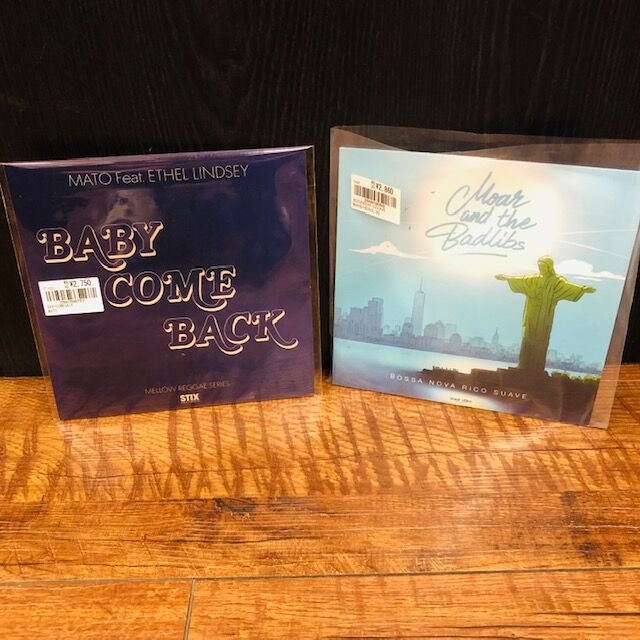 MATO Feat. ETHEL LINDSEY
BABY
COME
BACK
¥2,750
MELLOW REGGAE SERIES
STIX
¥2,860
Moar
and the
Badlibs
BOSSA NOVA RICO SUAVE